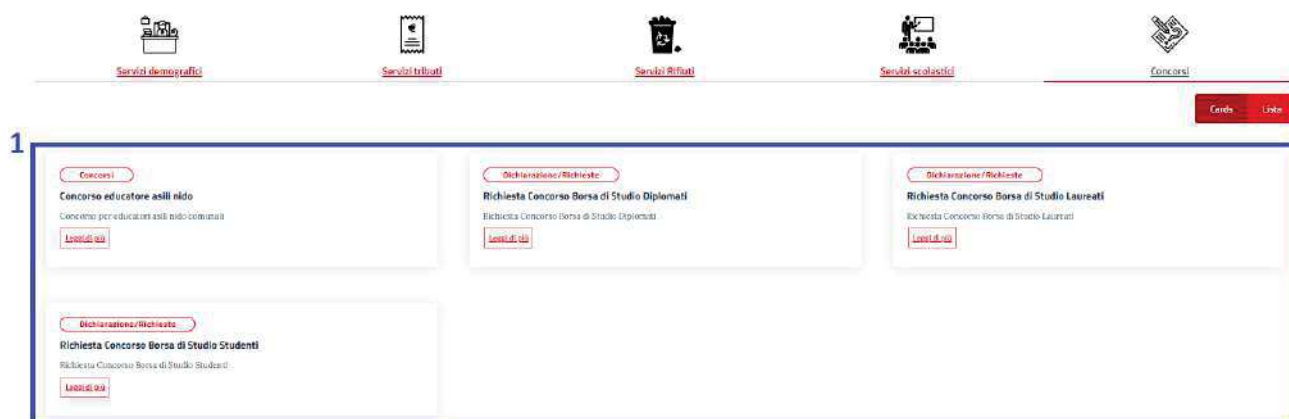 Servizi demografici
Servizi tributi
Servizi Rifiuti
Servizi scolastici
Concorsi
Cards
Lista
1
Concorsi
Concorso educatore asili nido
Concorso per educatori asili nido comunali
Leggi di più
Dichiarazione/Richieste
Richiesta Concorso Borsa di Studio Diplomati
Richiesta Concorso Borsa di Studio Diplomati
Leggi di più
Dichiarazione/Richieste
Richiesta Concorso Borsa di Studio Laureati
Richiesta Concorso Borsa di Studio Laureati
Leggi di più
Dichiarazione/Richieste
Richiesta Concorso Borsa di Studio Studenti
Richiesta Concorso Borsa di Studio Studenti
Leggi di più